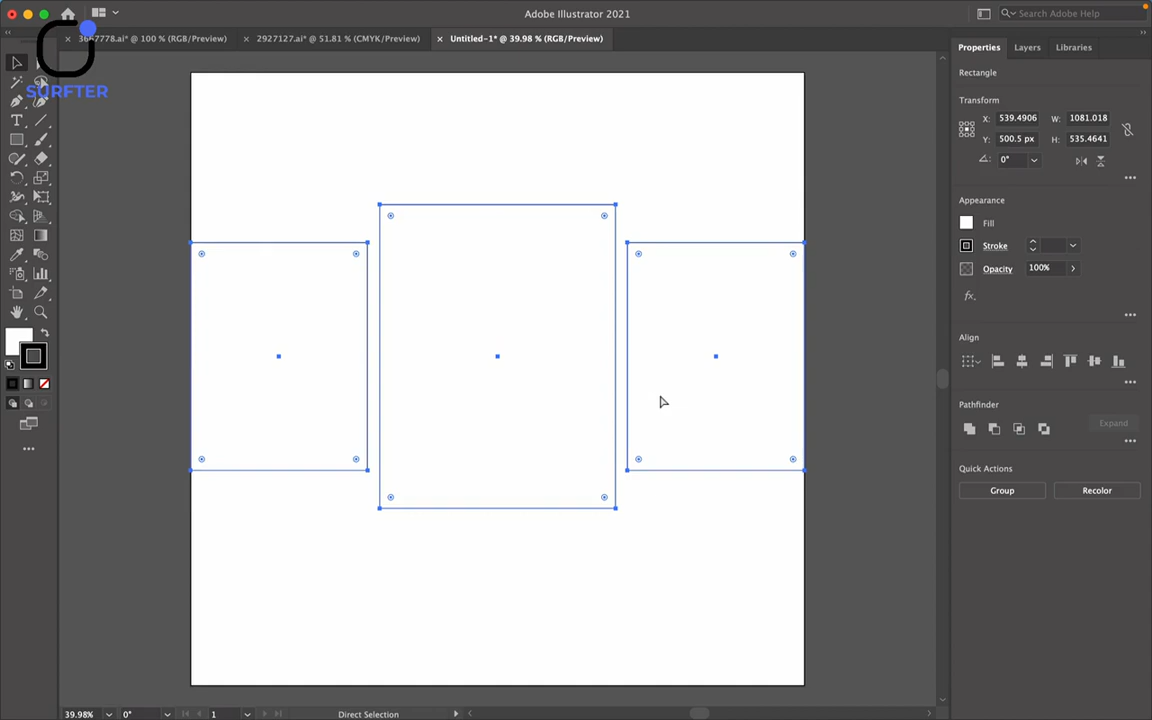 Adobe Illustrator 2021
Search Adobe Help
3667778.ai* @ 100 % (RGB/Preview)
2927127.ai* @ 51.81 % (CMYK/Preview)
Untitled-1* @ 39.98 % (RGB/Preview)
SURFTER
Properties
Layers
Libraries
Rectangle
Transform
X: 539.4906
W: 1081.018
Y: 500.5 px
H: 535.4641
0°
Appearance
Fill
Stroke
Opacity
100%
fx.
Align
Pathfinder
Expand
Quick Actions
Group
Recolor
39.98%
0°
1
Direct Selection